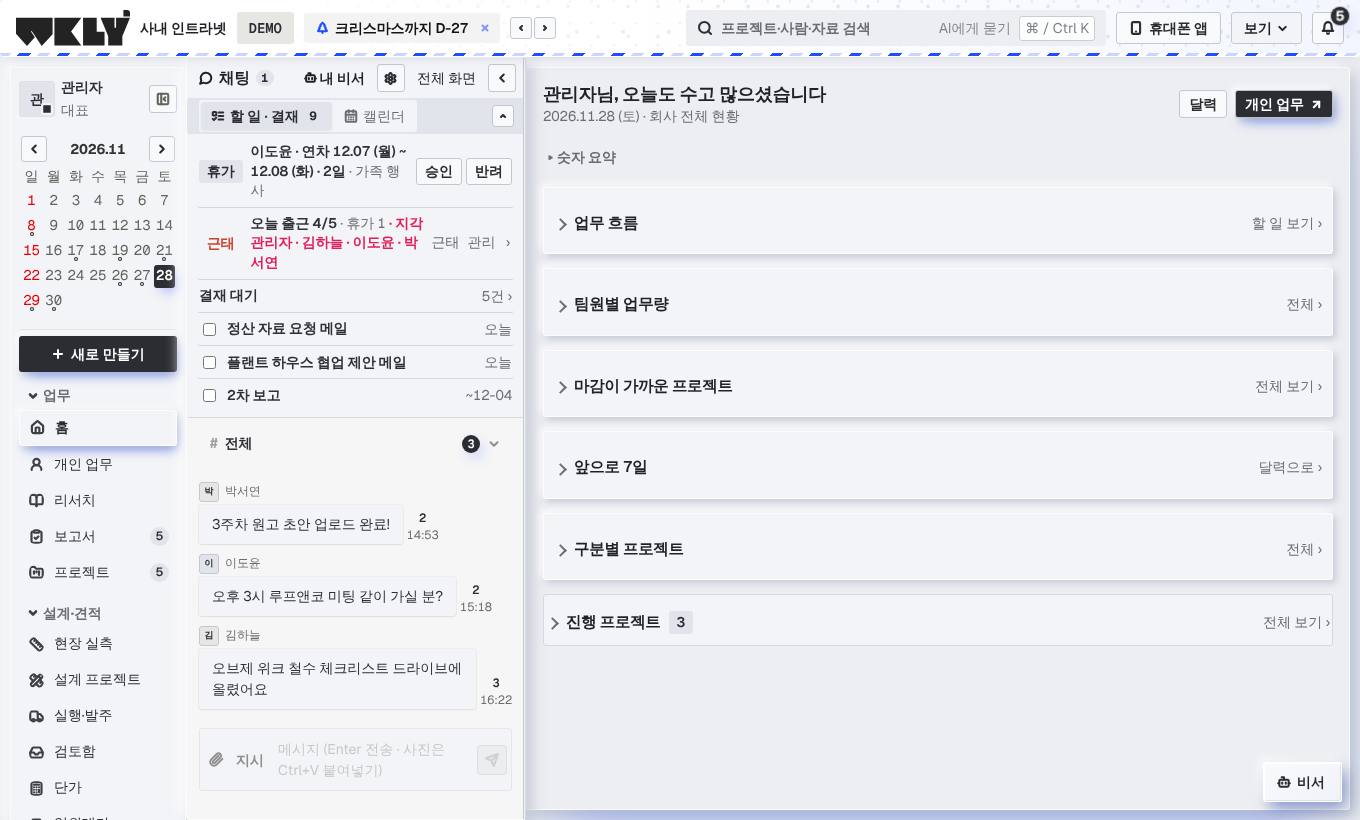 WKLY 사내 인트라넷 DEMO 크리스마스까지 D-27 × 프로젝트·사람·자료 검색 AI에게 묻기 ⌘ / Ctrl K 휴대폰 앱 보기 5
관 관리자
대표
2026.11
일 월 화 수 목 금 토
1 2 3 4 5 6 7
8 9 10 11 12 13 14
15 16 17 18 19 20 21
22 23 24 25 26 27 28
29 30
+ 새로 만들기
업무
홈
개인 업무
리서치
보고서 5
프로젝트 5
설계·견적
현장 실측
설계 프로젝트
실행·발주
검토함
단가
채팅 1 내 비서 전체 화면
할 일 · 결재 9 캘린더
휴가 이도윤 · 연차 12.07 (월) ~
12.08 (화) · 2일 · 가족 행
사
승인 반려
근태 오늘 출근 4/5 · 휴가 1 · 지각
관리자 · 김하늘 · 이도윤 · 박
서연
근태 관리 ›
결재 대기 5건 ›
정산 자료 요청 메일 오늘
플랜트 하우스 협업 제안 메일 오늘
2차 보고 ~12-04
# 전체 3
박 박서연
3주차 원고 초안 업로드 완료! 2
14:53
이 이도윤
오후 3시 루프앤코 미팅 같이 가실 분? 2
15:18
김 김하늘
오브제 위크 철수 체크리스트 드라이브에
올렸어요 3
16:22
지시 메시지 (Enter 전송 · 사진은
Ctrl+V 붙여넣기)
관리자님, 오늘도 수고 많으셨습니다
2026.11.28 (토) · 회사 전체 현황
달력 개인 업무
숫자 요약
업무 흐름 할 일 보기 ›
팀원별 업무량 전체 ›
마감이 가까운 프로젝트 전체 보기 ›
앞으로 7일 달력으로 ›
구분별 프로젝트 전체 ›
진행 프로젝트 3 전체 보기 ›
비서